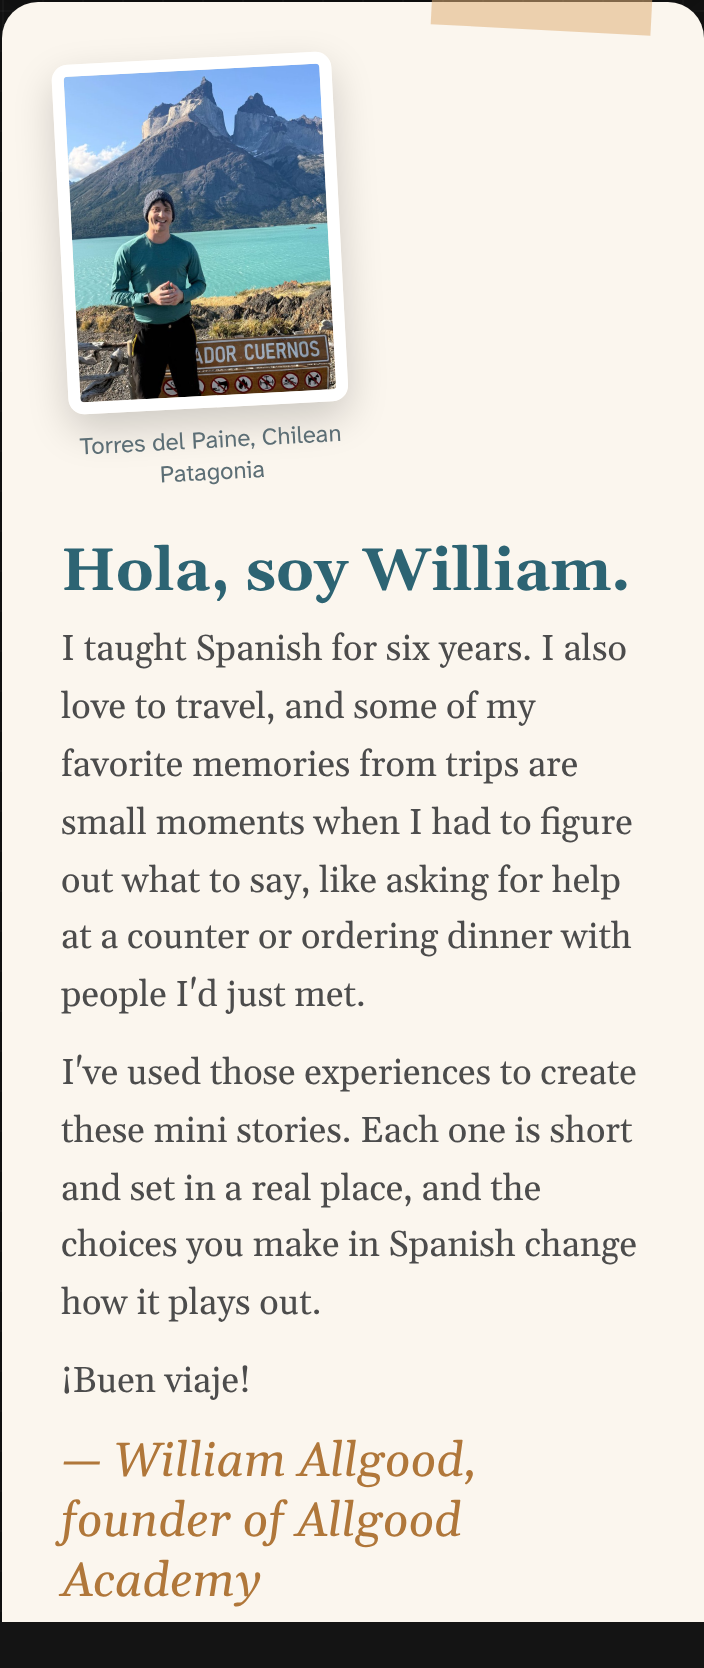 ADOR CUERNOS
Torres del Paine, Chilean
Patagonia
Hola, soy William.
I taught Spanish for six years. I also
love to travel, and some of my
favorite memories from trips are
small moments when I had to figure
out what to say, like asking for help
at a counter or ordering dinner with
people I'd just met.
I've used those experiences to create
these mini stories. Each one is short
and set in a real place, and the
choices you make in Spanish change
how it plays out.
¡Buen viaje!
— William Allgood,
founder of Allgood
Academy